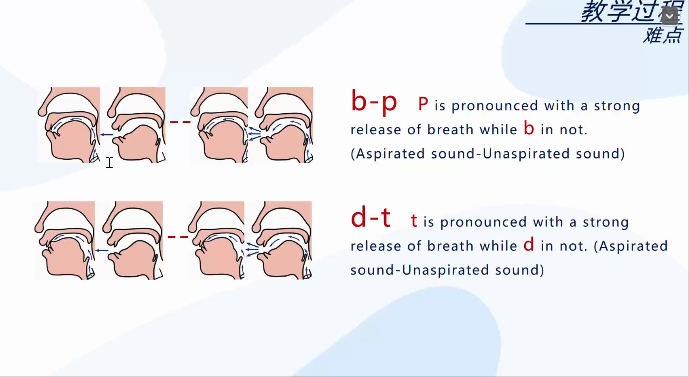 教学过程
难点
b-p P is pronounced with a strong
release of breath while b in not.
(Aspirated sound-Unaspirated sound)
d-t t is pronounced with a strong
release of breath while d in not. (Aspirated
sound-Unaspirated sound)